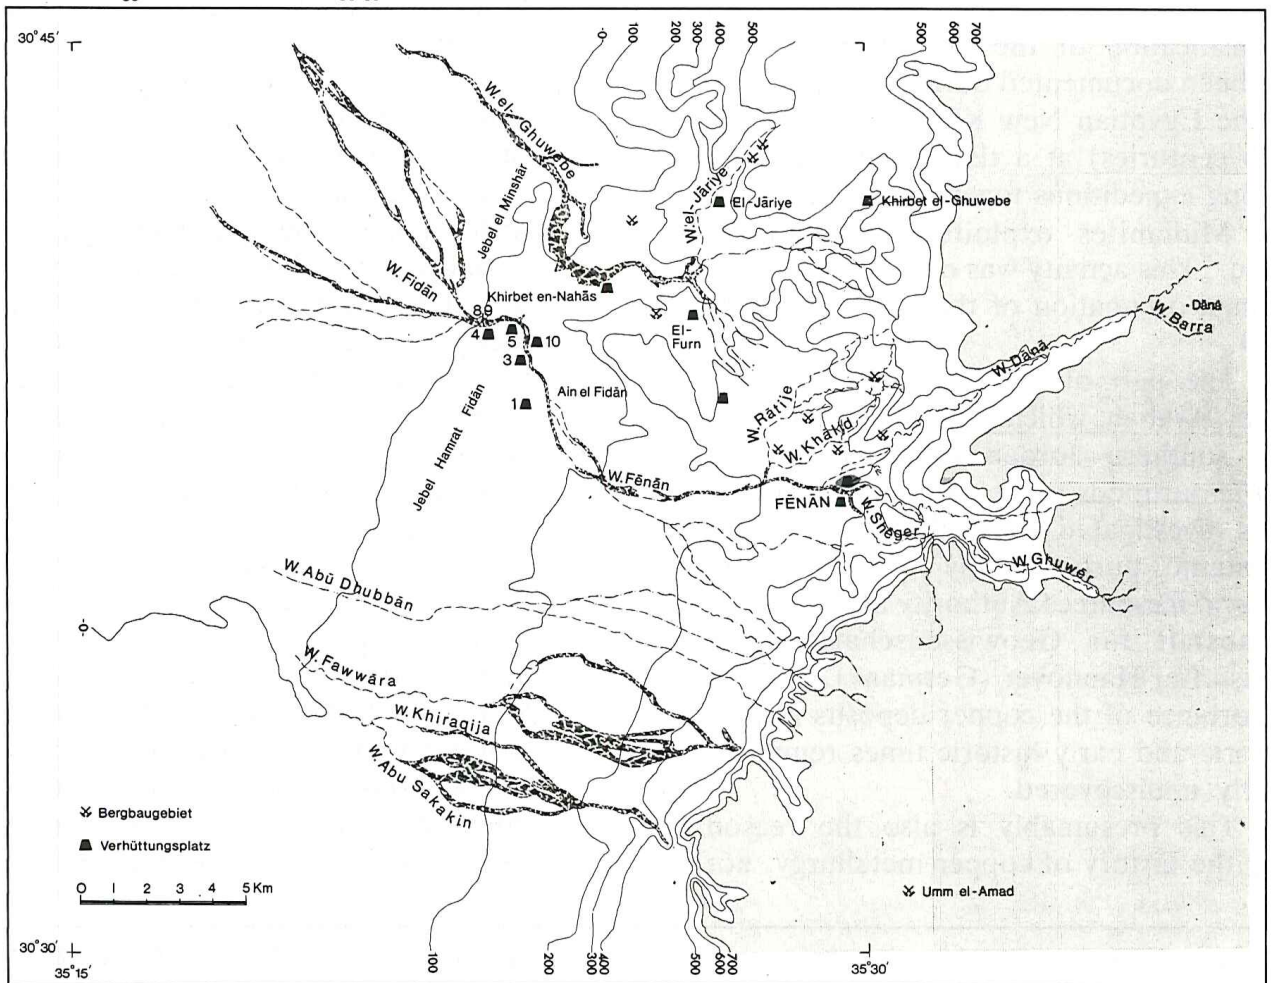 30°45′
0
100
200
300
400
500
500
600
700
W. el-Ghuwebe
Jebel el Minshār
W. el-Jāriye
El-Jāriye
Khirbet el-Ghuwebe
W. Fidān
Khirbet en-Nahās
8,9
4
5
10
3
1
El-Furn
Dānā
W. Barra
W. Dānā
Ain el Fidān
Jebel Hamrat Fidān
W. Rātije
W. Khālid
W. Fēnān
FĒNĀN
W. Sheger
W. Ghuwēr
W. Abū Dhubbān
-0-
W. Fawwāra
W. Khiraqija
W. Abu Sakakin
Bergbaugebiet
Verhüttungsplatz
0 1 2 3 4 5 Km
Umm el-Amad
30°30′
35°15′
100
200
300
400
500
600
700
35°30′